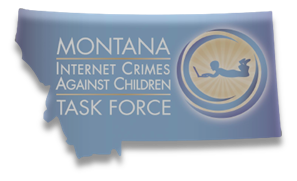 MONTANA
INTERNET CRIMES
AGAINST CHILDREN
TASK FORCE